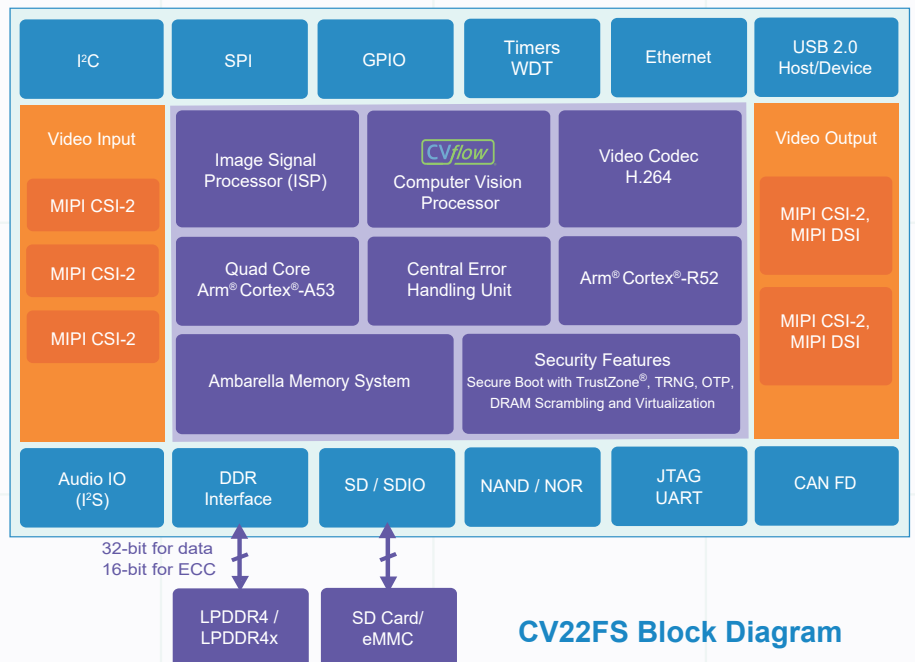 I²C
SPI
GPIO
Timers
WDT
Ethernet
USB 2.0
Host/Device
Video Input
MIPI CSI-2
MIPI CSI-2
MIPI CSI-2
Image Signal
Processor (ISP)
CVflow
Computer Vision
Processor
Video Codec
H.264
Quad Core
Arm® Cortex®-A53
Central Error
Handling Unit
Arm® Cortex®-R52
Ambarella Memory System
Security Features
Secure Boot with TrustZone®, TRNG, OTP,
DRAM Scrambling and Virtualization
Video Output
MIPI CSI-2,
MIPI DSI
MIPI CSI-2,
MIPI DSI
Audio IO
(I²S)
DDR
Interface
SD / SDIO
NAND / NOR
JTAG
UART
CAN FD
32-bit for data
16-bit for ECC
LPDDR4 /
LPDDR4x
SD Card/
eMMC
CV22FS Block Diagram